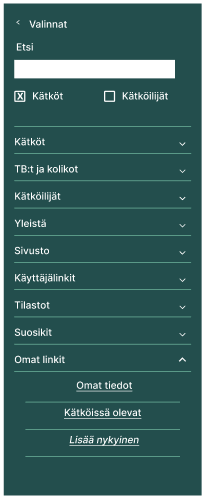 < Valinnat
Etsi
X Kätköt Kätköilijät
Kätköt
TB:t ja kolikot
Kätköilijät
Yleistä
Sivusto
Käyttäjälinkit
Tilastot
Suosikit
Omat linkit
Omat tiedot
Kätköissä olevat
Lisää nykyinen